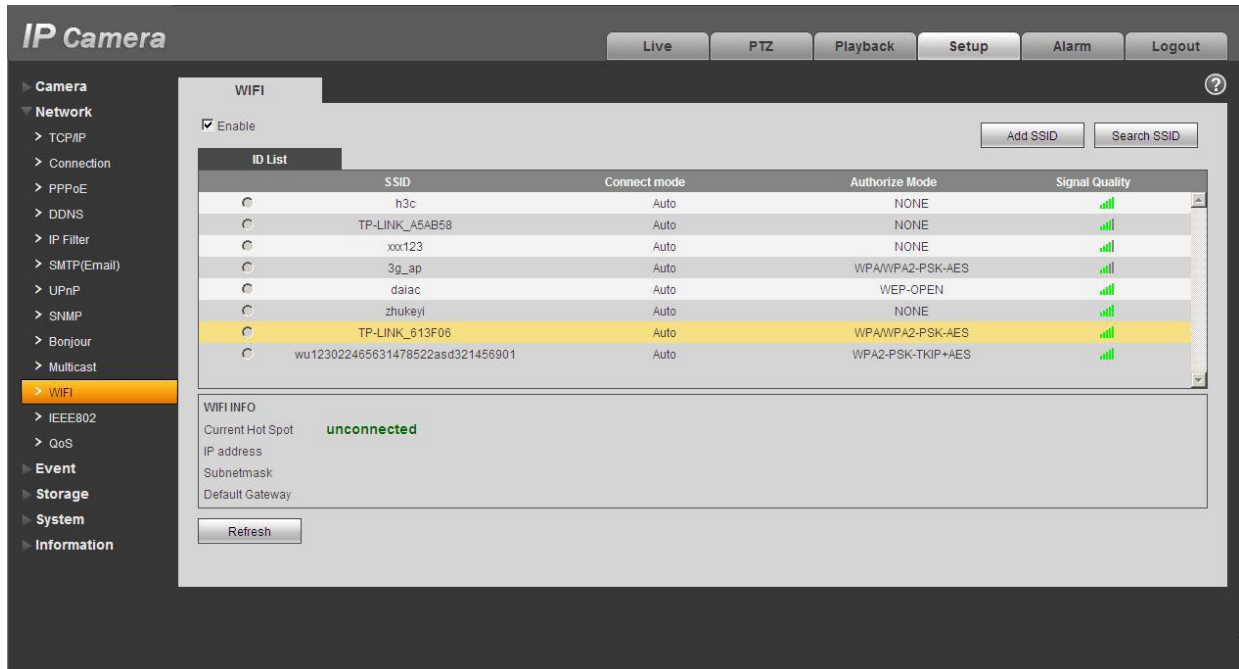 IP Camera
Live PTZ Playback Setup Alarm Logout
Camera
Network
> TCP/IP
> Connection
> PPPoE
> DDNS
> IP Filter
> SMTP(Email)
> UPnP
> SNMP
> Bonjour
> Multicast
> WIFI
> IEEE802
> QoS
Event
Storage
System
Information
WIFI
?
Enable
Add SSID Search SSID
ID List
SSID Connect mode Authorize Mode Signal Quality
h3c Auto NONE
TP-LINK_A5AB58 Auto NONE
xxx123 Auto NONE
3g_ap Auto WPA/WPA2-PSK-AES
daiac Auto WEP-OPEN
zhukeyi Auto NONE
TP-LINK_613F06 Auto WPA/WPA2-PSK-AES
wu123022465631478522asd321456901 Auto WPA2-PSK-TKIP+AES
WIFI INFO
Current Hot Spot unconnected
IP address
Subnetmask
Default Gateway
Refresh